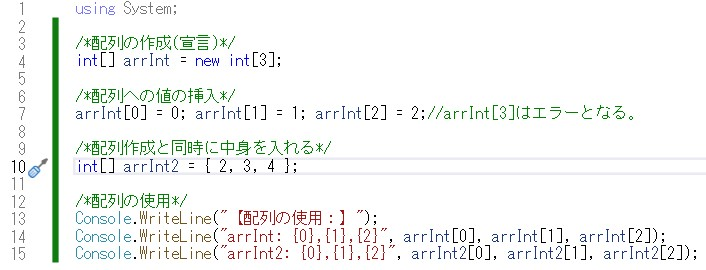 1 using System;
2
3 /*配列の作成(宣言)*/
4 int[] arrInt = new int[3];
5
6 /*配列への値の挿入*/
7 arrInt[0] = 0; arrInt[1] = 1; arrInt[2] = 2;//arrInt[3]はエラーとなる。
8
9 /*配列作成と同時に中身を入れる*/
10 int[] arrInt2 = { 2, 3, 4 };
11
12 /*配列の使用*/
13 Console.WriteLine("【配列の使用：】");
14 Console.WriteLine("arrInt: {0},{1},{2}", arrInt[0], arrInt[1], arrInt[2]);
15 Console.WriteLine("arrInt2: {0},{1},{2}", arrInt2[0], arrInt2[1], arrInt2[2]);